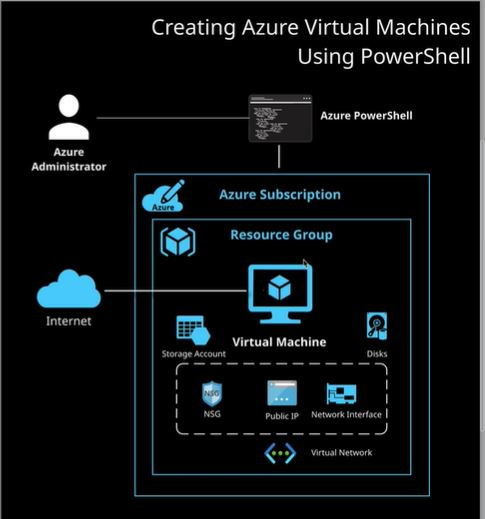 Creating Azure Virtual Machines
Using PowerShell
Azure PowerShell
Azure
Administrator
Azure
Azure Subscription
Resource Group
Internet
Virtual Machine
Storage Account
Disks
NSG
NSG
Public IP
Network Interface
Virtual Network